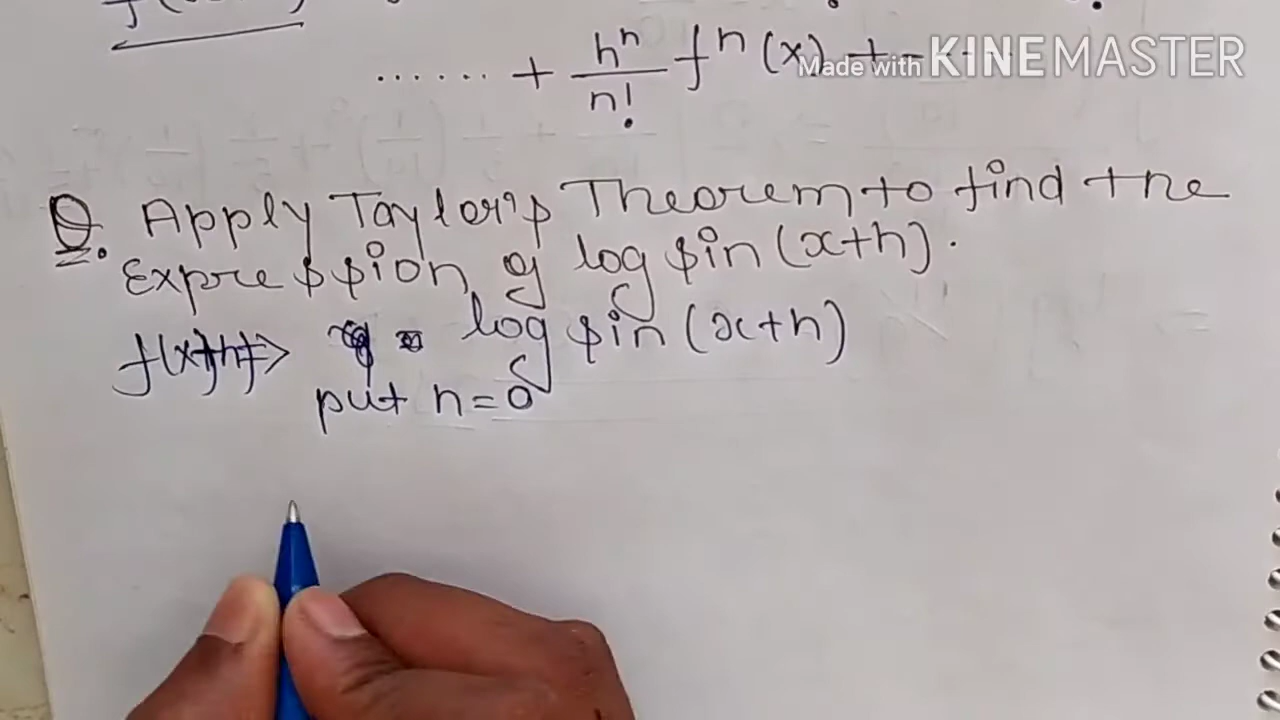 ...... + hⁿ/n! fⁿ(x) + -
Made with KINEMASTER
Q. Apply Taylor's Theorem to find the
Expression of log sin(x+h).
f(x+h) log sin(x+h)
put h=0